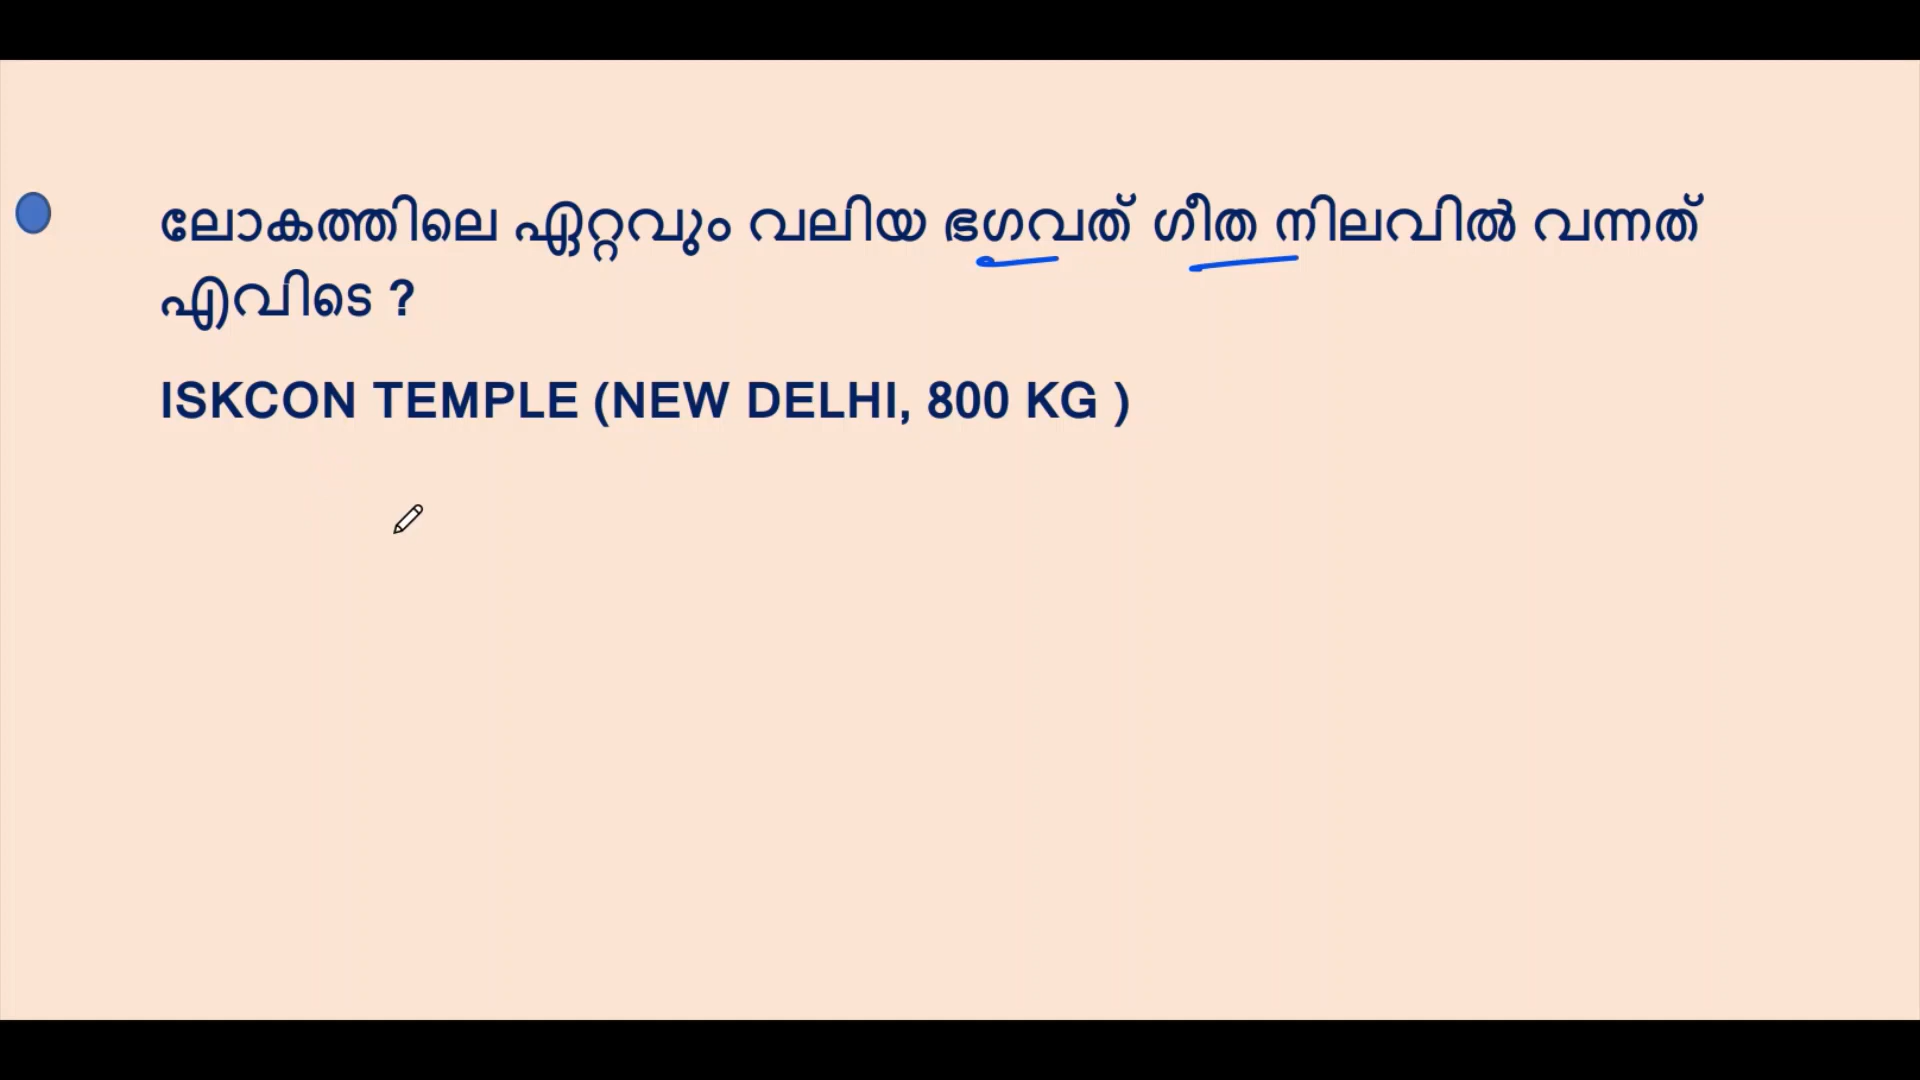 ലോകത്തിലെ ഏറ്റവും വലിയ ഭഗവത് ഗീത നിലവിൽ വന്നത്
എവിടെ ?
ISKCON TEMPLE (NEW DELHI, 800 KG )